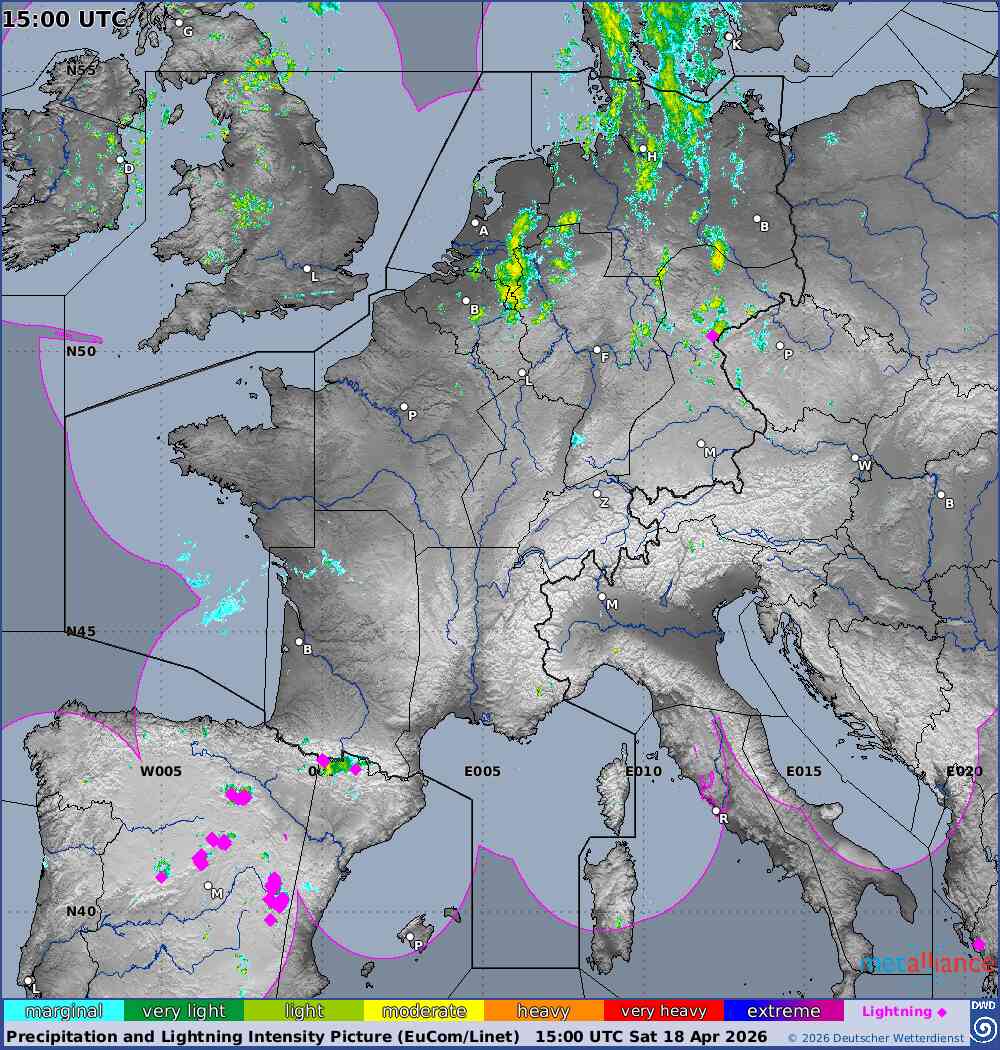 15:00 UTC
G
K
N55
H
D
A
B
L
B
N50
F
P
L
P
M
W
Z
B
M
N45
B
W005
0
E005
E010
E015
E020
R
M
N40
P
L
metalliance
marginal very light light moderate heavy very heavy extreme Lightning
DWD
Precipitation and Lightning Intensity Picture (EuCom/Linet) 15:00 UTC Sat 18 Apr 2026 © 2026 Deutscher Wetterdienst